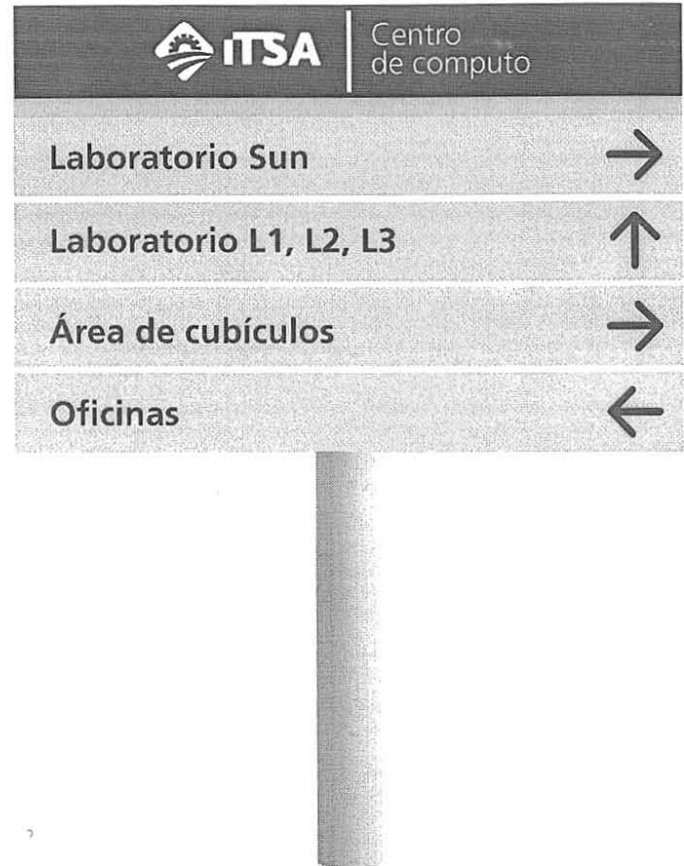 iTSA
Centro
de computo
Laboratorio Sun
Laboratorio L1, L2, L3
Área de cubículos
Oficinas